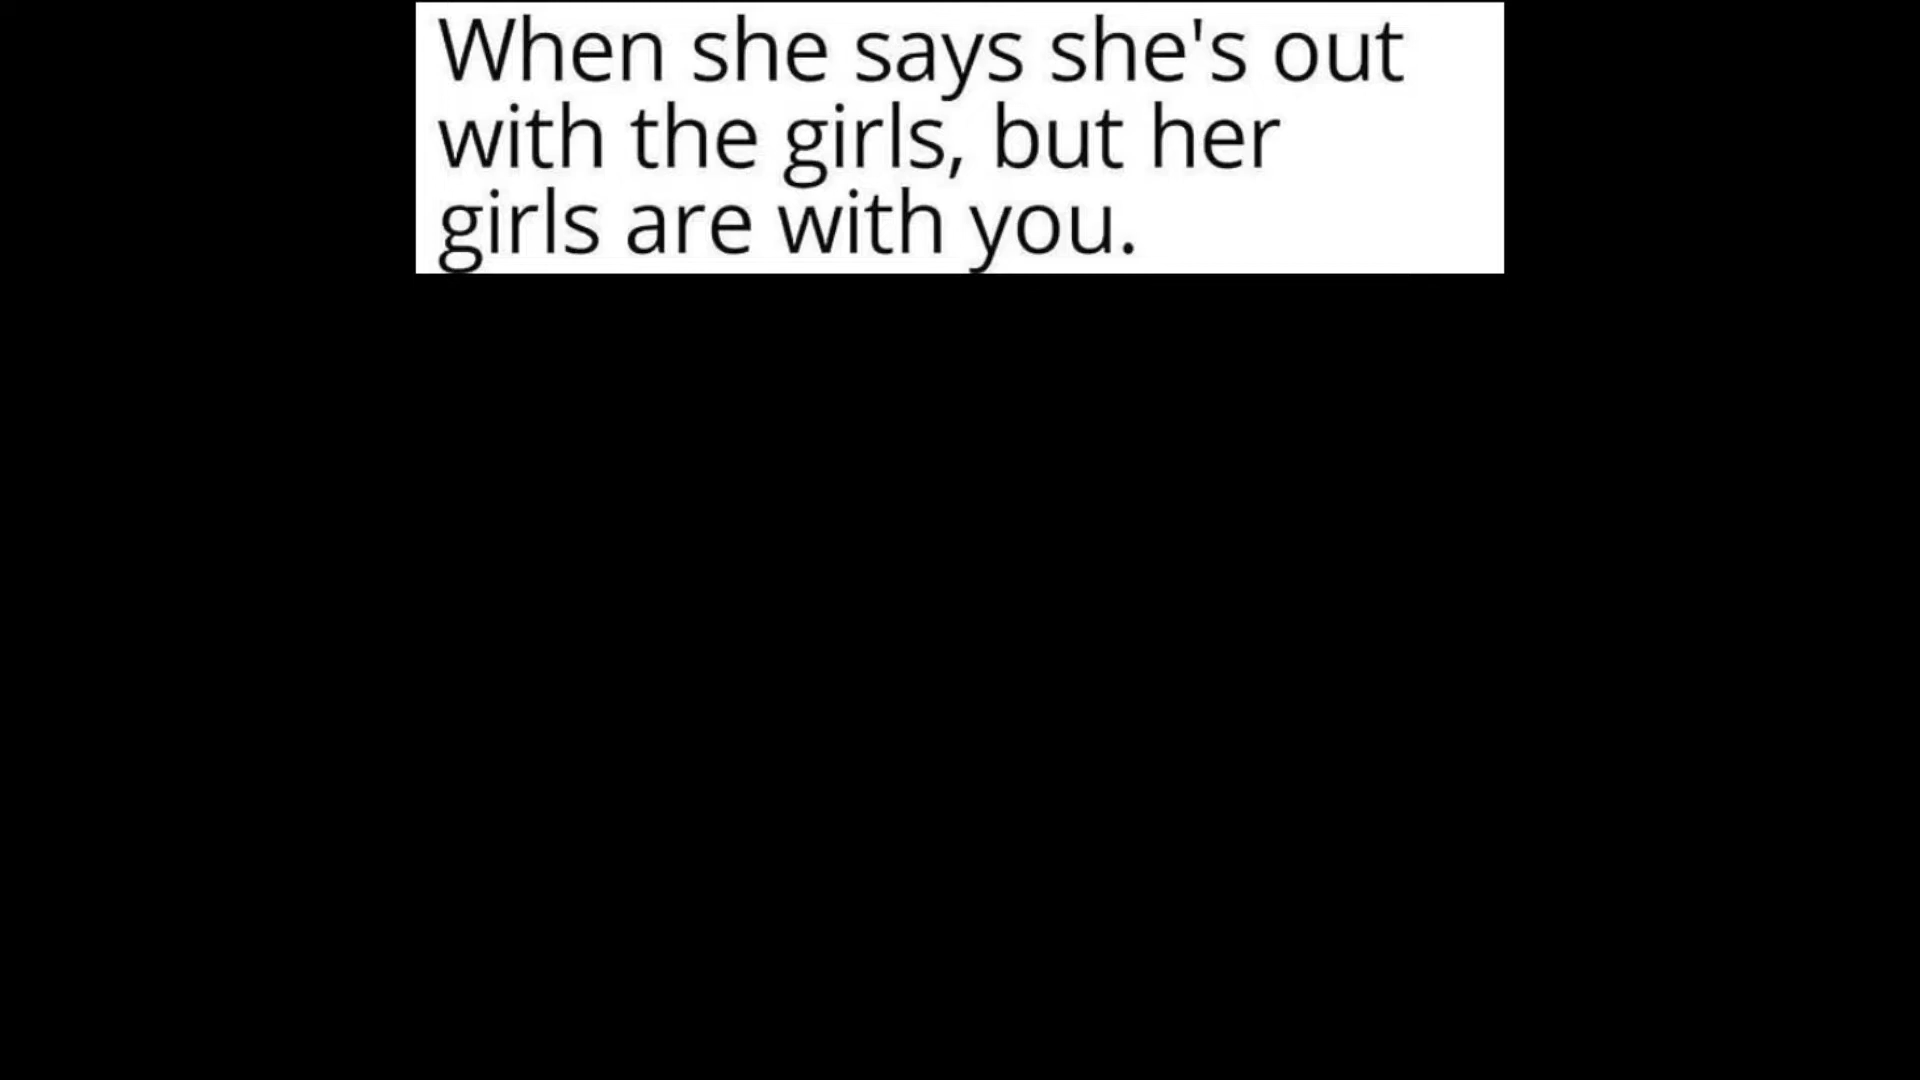 When she says she's out
with the girls, but her
girls are with you.